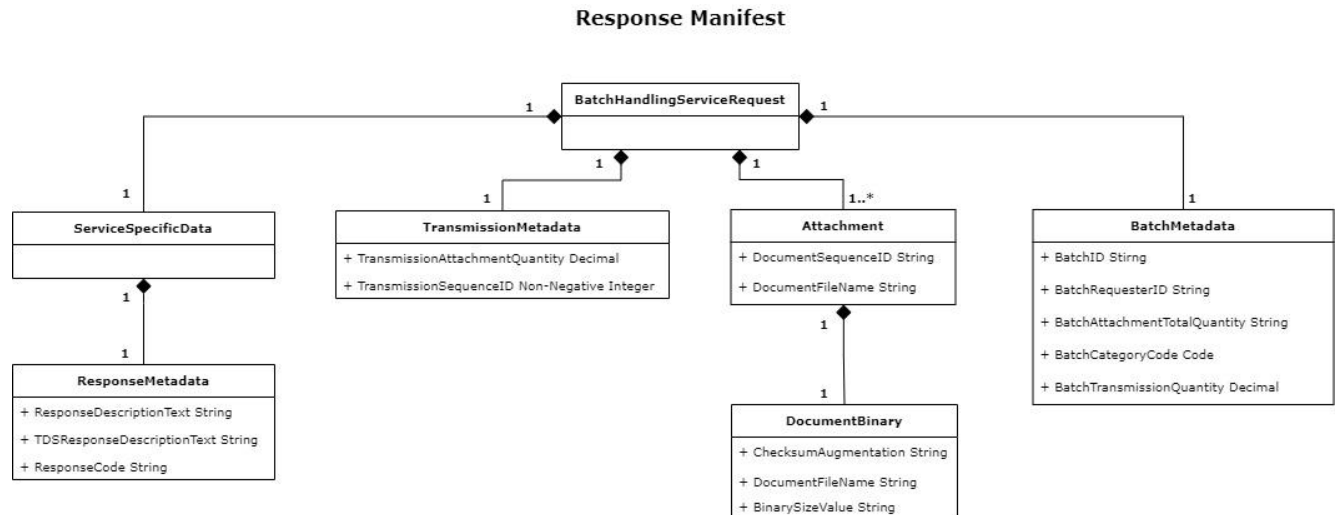 Response Manifest
BatchHandlingServiceRequest
1
1
1
1
1
1
1..*
1
ServiceSpecificData
TransmissionMetadata
+ TransmissionAttachmentQuantity Decimal
+ TransmissionSequenceID Non-Negative Integer
Attachment
+ DocumentSequenceID String
+ DocumentFileName String
BatchMetadata
+ BatchID Stirng
+ BatchRequesterID String
+ BatchAttachmentTotalQuantity String
+ BatchCategoryCode Code
+ BatchTransmissionQuantity Decimal
1
1
ResponseMetadata
+ ResponseDescriptionText String
+ TDSResponseDescriptionText String
+ ResponseCode String
1
1
DocumentBinary
+ ChecksumAugmentation String
+ DocumentFileName String
+ BinarySizeValue String